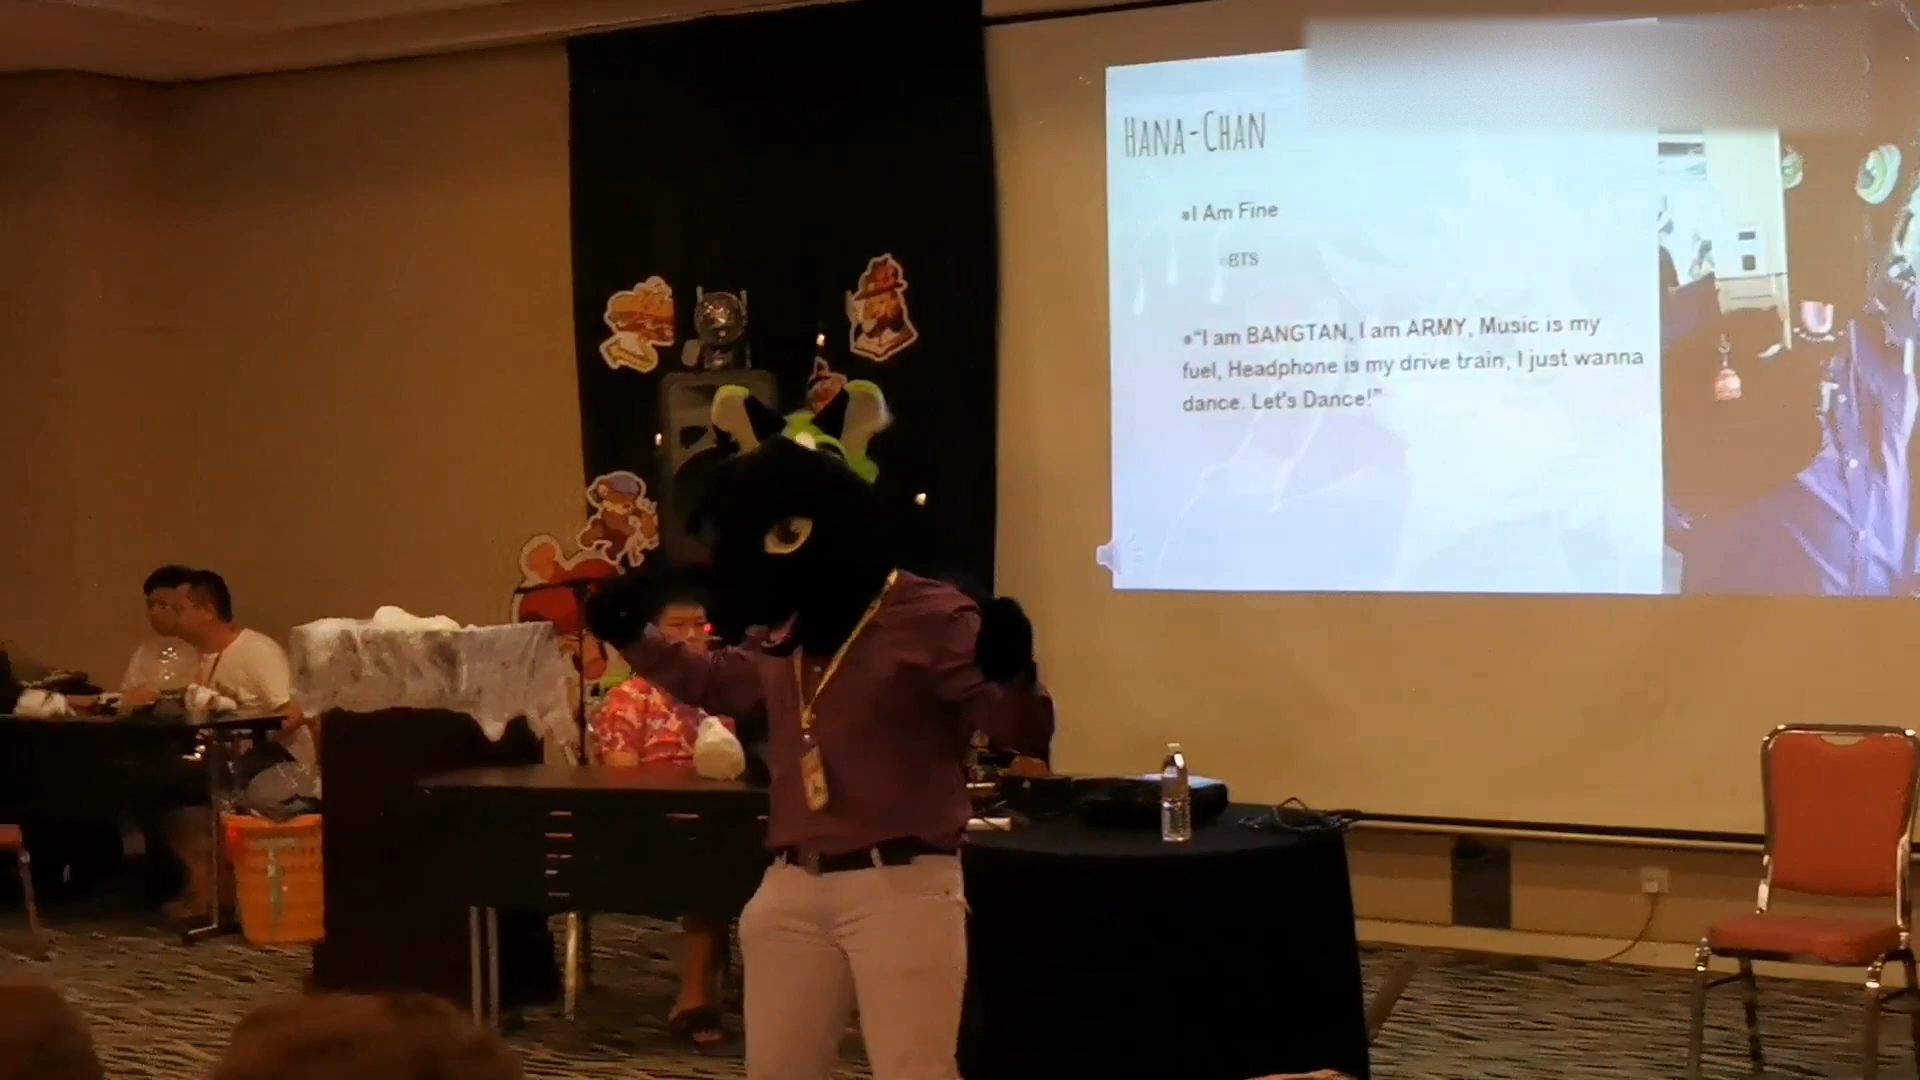 HANA-CHAN
•I Am Fine
◦BTS
•"I am BANGTAN, I am ARMY, Music is my
fuel, Headphone is my drive train, I just wanna
dance. Let's Dance!"